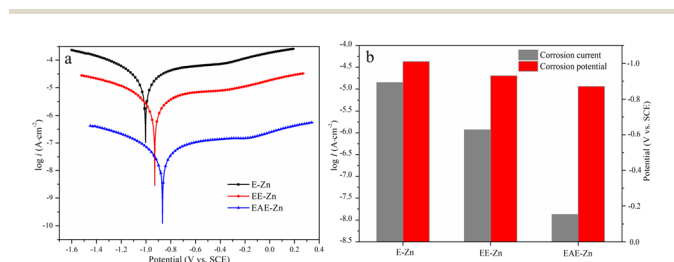 a
log i (A·cm-2)
-4
-5
-6
-7
-8
-9
-10
E-Zn
EE-Zn
EAE-Zn
-1.6 -1.4 -1.2 -1.0 -0.8 -0.6 -0.4 -0.2 0.0 0.2 0.4
Potential (V vs. SCE)
b
Corrosion current
Corrosion potential
log i (A·cm-2)
-4.0
-4.5
-5.0
-5.5
-6.0
-6.5
-7.0
-7.5
-8.0
-8.5
E-Zn EE-Zn EAE-Zn
-1.0
-0.8
-0.6
-0.4
-0.2
0.0
Potential (V vs. SCE)